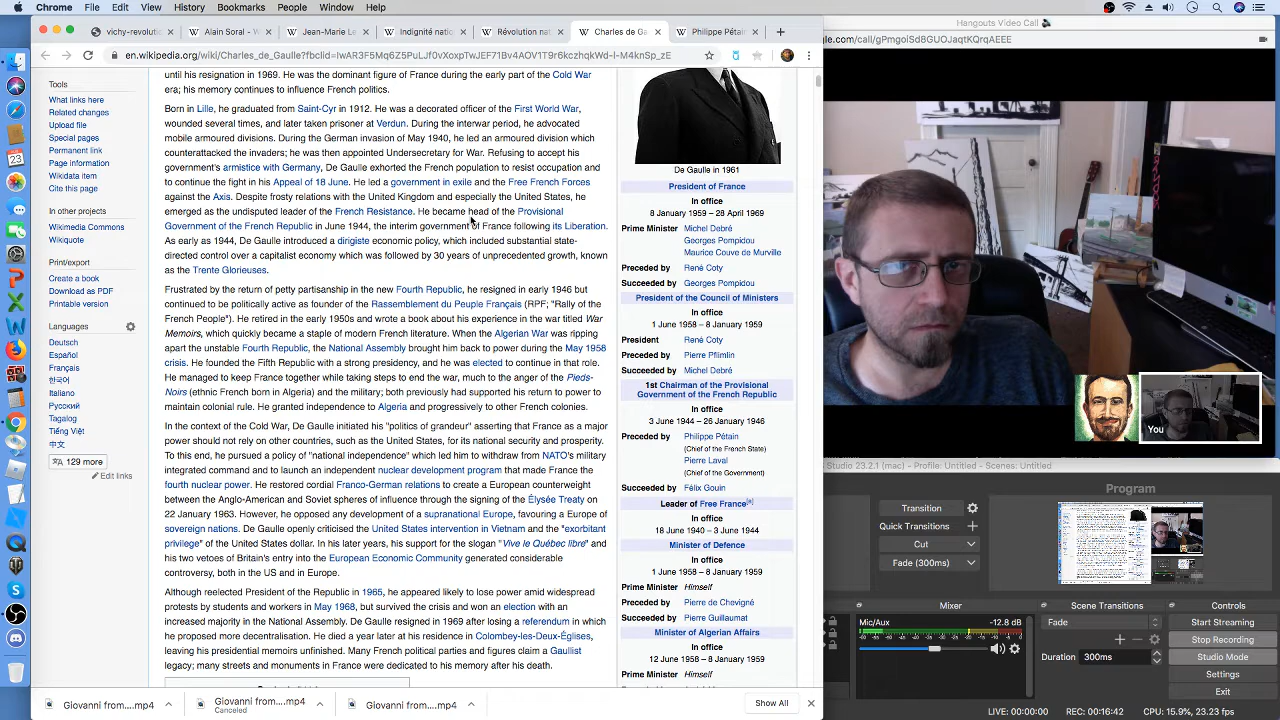 Chrome File Edit View History Bookmarks People Window Help
vichy-revolutic Alain Soral - W Jean-Marie Le Indignité natic Révolution nat Charles de Ga Philippe Pétai
en.wikipedia.org/wiki/Charles_de_Gaulle?fbclid=
Hangouts Video Call
le.com/call/gPmgolSd8GUOJaqtKQrqAEEE
Tools
What links here
Related changes
Upload file
Special pages
Permanent link
Page information
Wikidata item
Cite this page
In other projects
Wikimedia Commons
Wikiquote
Print/export
Create a book
Download as PDF
Printable version
Languages
Deutsch
Español
Français
한국어
Italiano
Русский
Tagalog
Tiếng Việt
中文
129 more
Edit links
until his resignation in 1969. He was the dominant figure of France during the early part of the Cold War
era; his memory continues to influence French politics.
Born in Lille, he graduated from Saint-Cyr in 1912. He was a decorated officer of the First World War,
wounded several times and later taken prisoner at Verdun. During the interwar period, he advocated
mobile armoured divisions. During the German invasion of May 1940, he led an armoured division which
counterattacked the invaders; he was then appointed Undersecretary for War. Refusing to accept his
government's armistice with Germany, De Gaulle exhorted the French population to resist occupation and
to continue the fight in his Appeal of 18 June. He led a government in exile and the Free French Forces
against the Axis. Despite frosty relations with the United Kingdom and especially the United States, he
emerged as the undisputed leader of the French Resistance. He became head of the Provisional
Government of the French Republic in June 1944, the interim government of France following its Liberation.
As early as 1944, De Gaulle introduced a dirigiste economic policy, which included substantial state-
directed control over a capitalist economy which was followed by 30 years of unprecedented growth, known
as the Trente Glorieuses.
Frustrated by the return of petty partisanship in the new Fourth Republic, he resigned in early 1946 but
continued to be politically active as founder of the Rassemblement du Peuple Français (RPF; "Rally of the
French People"). He retired in the early 1950s and wrote a book about his experience in the war titled War
Memoirs, which quickly became a staple of modern French literature. When the Algerian War was ripping
apart the unstable Fourth Republic, the National Assembly brought him back to power during the May 1958
crisis. He founded the Fifth Republic with a strong presidency, and he was elected to continue in that role.
He managed to keep France together while taking steps to end the war, much to the anger of the Pieds-
Noirs (ethnic French born in Algeria) and the military; both previously had supported his return to power to
maintain colonial rule. He granted independence to Algeria and progressively to other French colonies.
In the context of the Cold War, De Gaulle initiated his "politics of grandeur" asserting that France as a major
power should not rely on other countries, such as the United States, for its national security and prosperity.
To this end, he pursued a policy of "national independence" which led him to withdraw from NATO's military
integrated command and to launch an independent nuclear development program that made France the
fourth nuclear power. He restored cordial Franco-German relations to create a European counterweight
between the Anglo-American and Soviet spheres of influence through the signing of the Élysée Treaty on
22 January 1963. However, he opposed any development of a supranational Europe, favouring a Europe of
sovereign nations. De Gaulle openly criticised the United States intervention in Vietnam and the "exorbitant
privilege" of the United States dollar. In his later years, his support for the slogan "Vive le Québec libre" and
his two vetoes of Britain's entry into the European Economic Community generated considerable
controversy in the US and in Europe.
Although reelected President of the Republic in 1965, he appeared likely to lose power amid widespread
protests by students and workers in May 1968, but survived the crisis and won an election with an
increased majority in the National Assembly. De Gaulle resigned in 1969 after losing a referendum in which
he proposed more decentralisation. He died a year later at his residence in Colombey-les-Deux-Églises,
leaving his presidential memoirs unfinished. Many French political parties and figures claim a Gaullist
legacy; many streets and monuments in France were dedicated to his memory after his death.
De Gaulle in 1961
President of France
In office
8 January 1959 – 28 April 1969
Prime Minister Michel Debré
Georges Pompidou
Maurice Couve de Murville
Preceded by René Coty
Succeeded by Georges Pompidou
President of the Council of Ministers
In office
1 June 1958 – 8 January 1959
President René Coty
Preceded by Pierre Pflimlin
Succeeded by Michel Debré
1st Chairman of the Provisional
Government of the French Republic
In office
3 June 1944 – 26 January 1946
Preceded by Philippe Pétain
(Chief of the French State)
Pierre Laval
(Chief of the Government)
Succeeded by Félix Gouin
Leader of Free France[a]
In office
18 June 1940 – 3 June 1944
Minister of Defence
In office
1 June 1958 – 8 January 1959
Prime Minister Himself
Preceded by Pierre de Chevigné
Succeeded by Pierre Guillaumat
Minister of Algerian Affairs
In office
12 June 1958 – 8 January 1959
Prime Minister Himself
Giovanni from....mp4
Giovanni from....mp4
Canceled
Giovanni from....mp4
Show All
You
Studio 23.2.1 (mac) - Profile: Untitled - Scenes: Untitled
Program
Transition
Quick Transitions
Cut
Fade (300ms)
Mixer
Scene Transitions
Controls
Mic/Aux -12.8 dB
Fade
Duration 300ms
Start Streaming
Stop Recording
Studio Mode
Settings
Exit
LIVE: 00:00:00 REC: 00:16:42 CPU: 15.9%, 23.23 fps